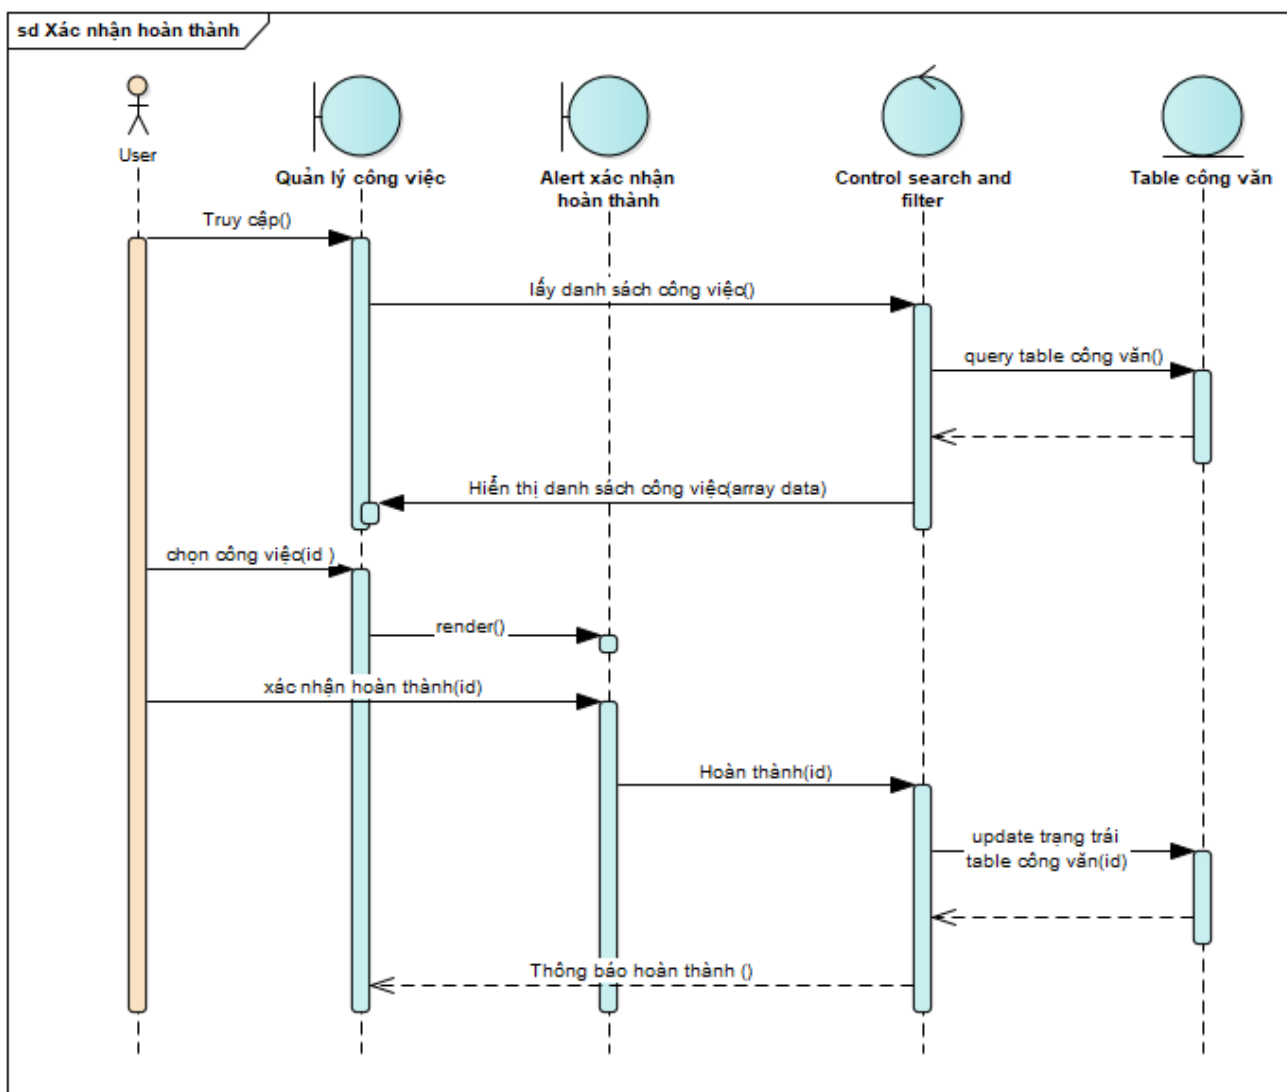 sd Xác nhận hoàn thành
User
Quản lý công việc
Alert xác nhận
hoàn thành
Control search and
filter
Table công văn
Truy cập()
lấy danh sách công việc()
query table công văn()
Hiển thị danh sách công việc(array data)
chọn công việc(id )
render()
xác nhận hoàn thành(id)
Hoàn thành(id)
update trạng trái
table công văn(id)
Thông báo hoàn thành ()